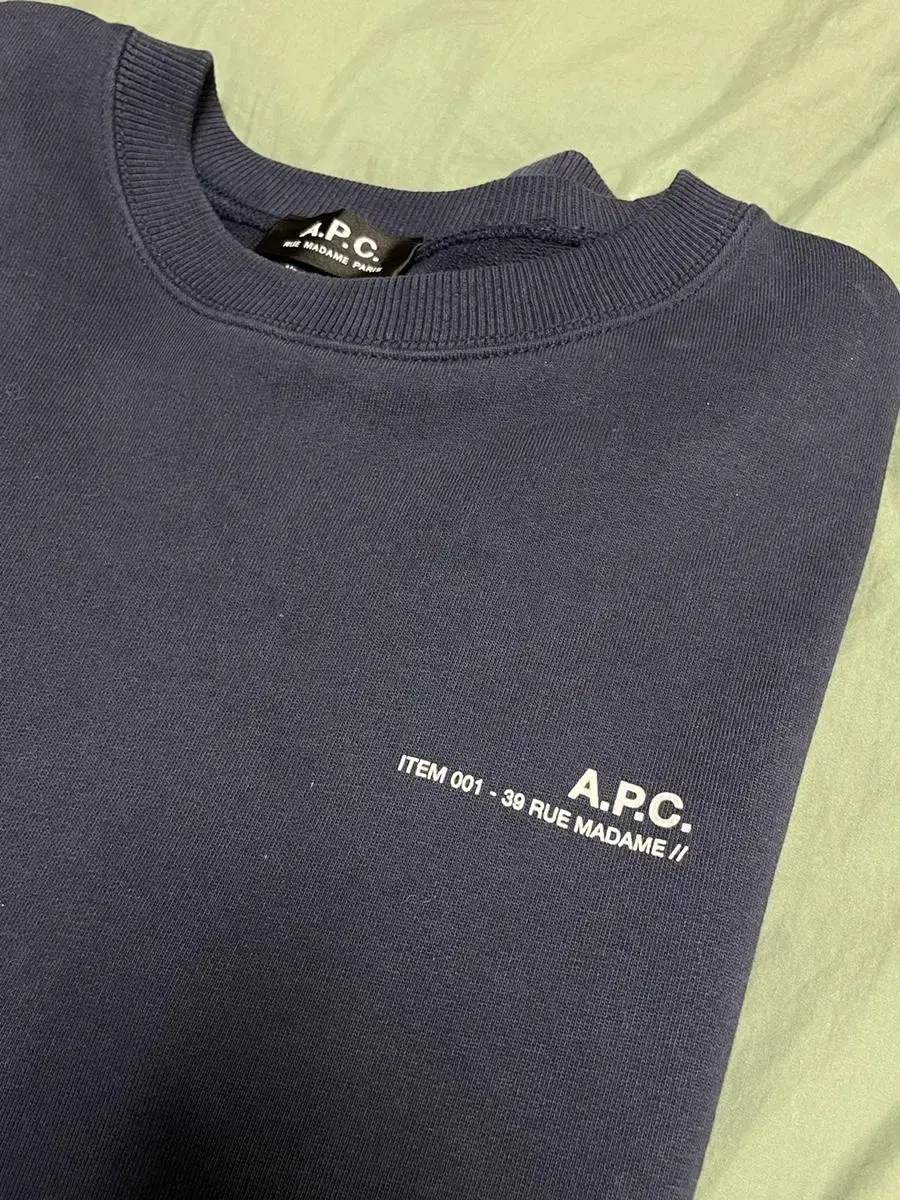 A.P.C.
RUE MADAME PARIS
A.P.C.
ITEM 001 - 39 RUE MADAME //